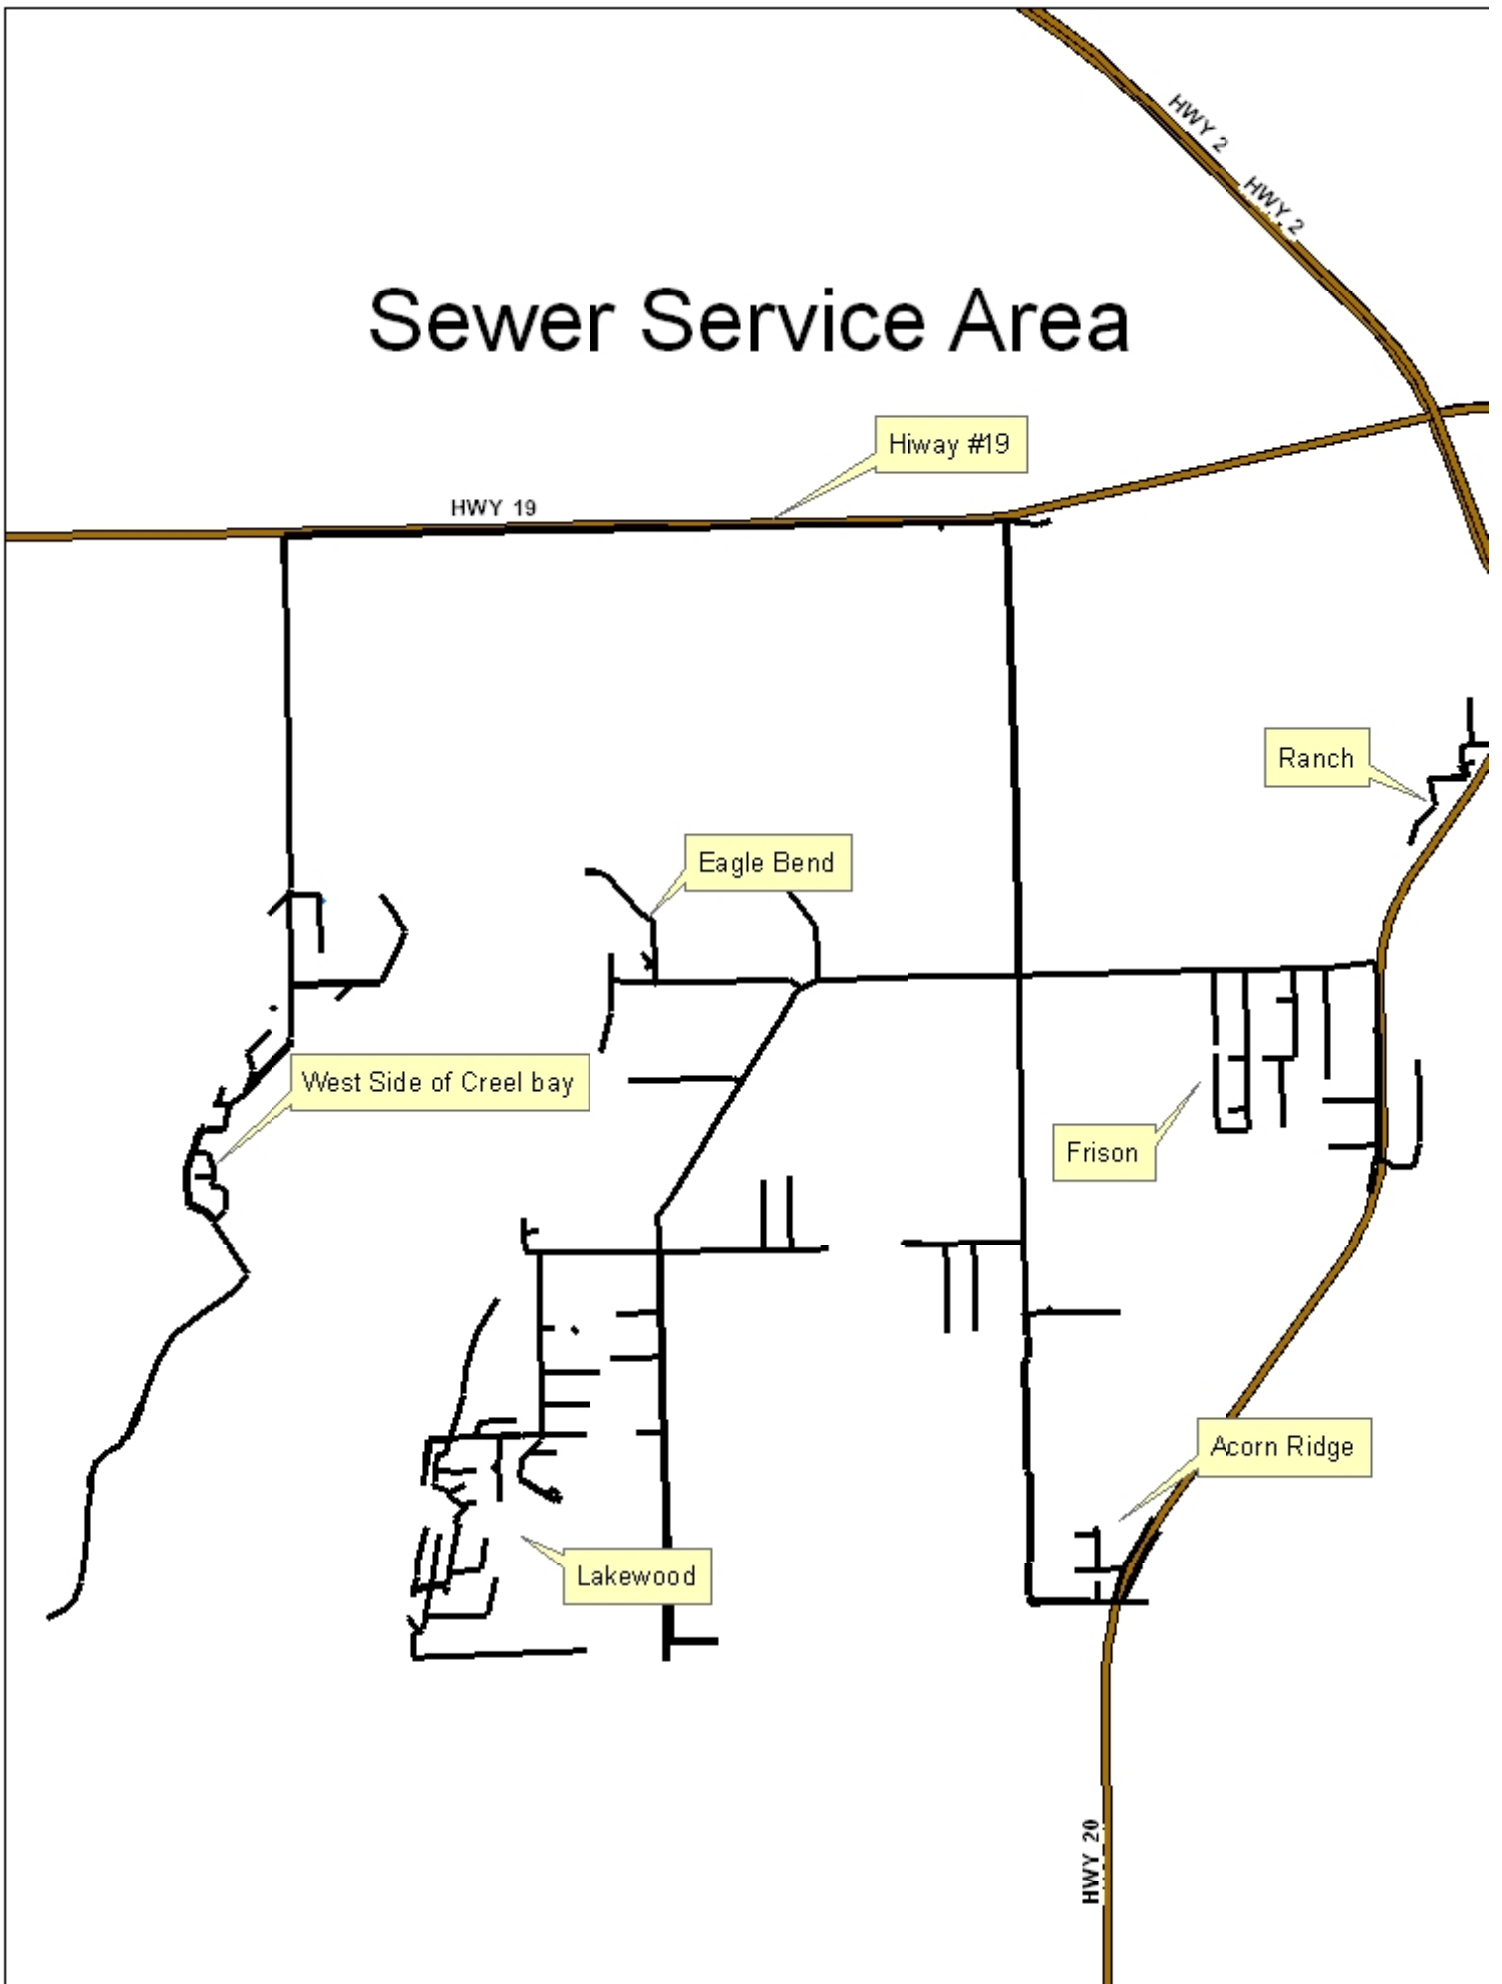 HWY 2
HWY 2
Sewer Service Area
Hiway #19
HWY 19
Ranch
Eagle Bend
West Side of Creel bay
Frison
Acorn Ridge
Lakewood
HWY 20